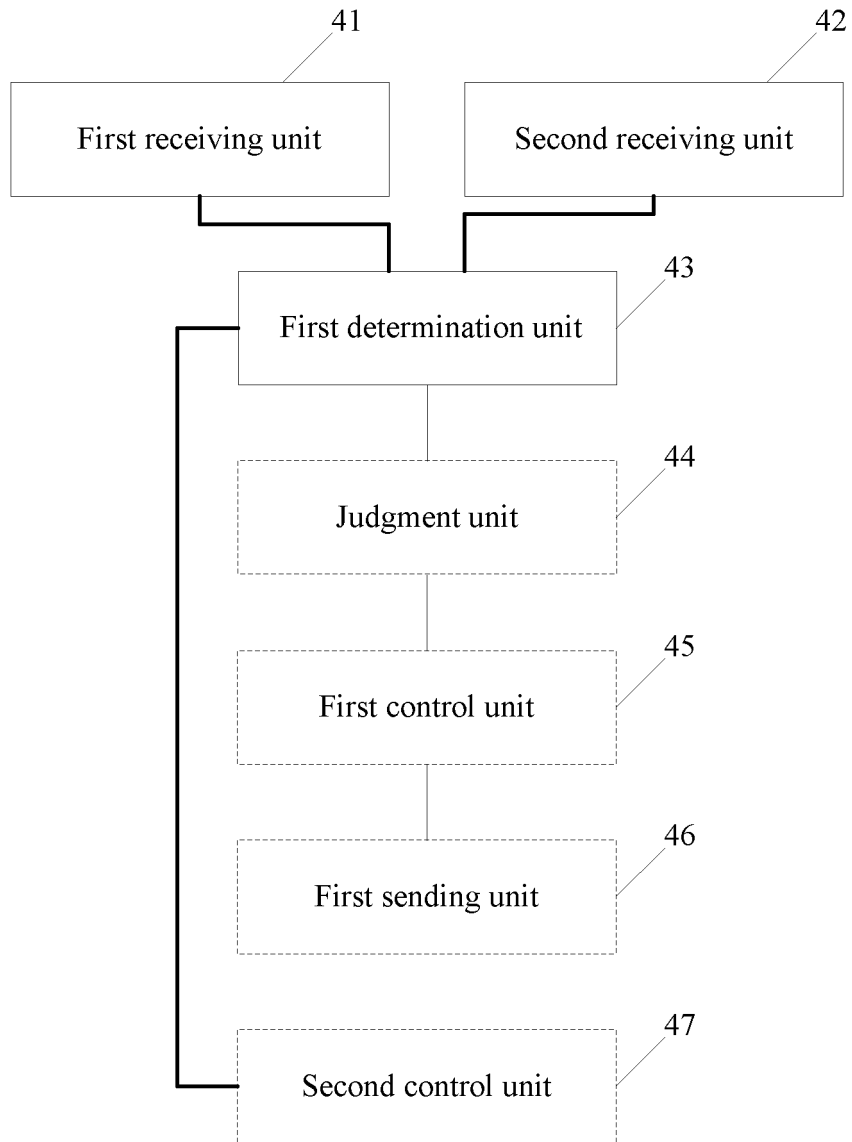 41
42
First receiving unit
Second receiving unit
43
First determination unit
44
Judgment unit
45
First control unit
46
First sending unit
47
Second control unit